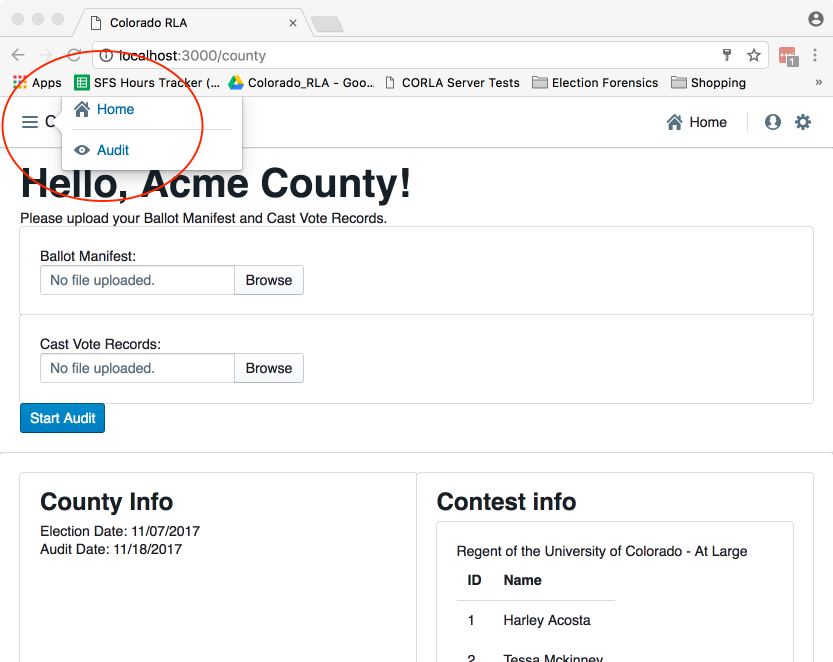 Colorado RLA
localhost:3000/county
1
Apps SFS Hours Tracker (... Colorado_RLA - Goo... CORLA Server Tests Election Forensics Shopping »
C Home
Home
Audit
Hello, Acme County!
Please upload your Ballot Manifest and Cast Vote Records.
Ballot Manifest:
No file uploaded. Browse
Cast Vote Records:
No file uploaded. Browse
Start Audit
County Info
Election Date: 11/07/2017
Audit Date: 11/18/2017
Contest info
Regent of the University of Colorado - At Large
ID Name
1 Harley Acosta
2 Tessa Mckinney